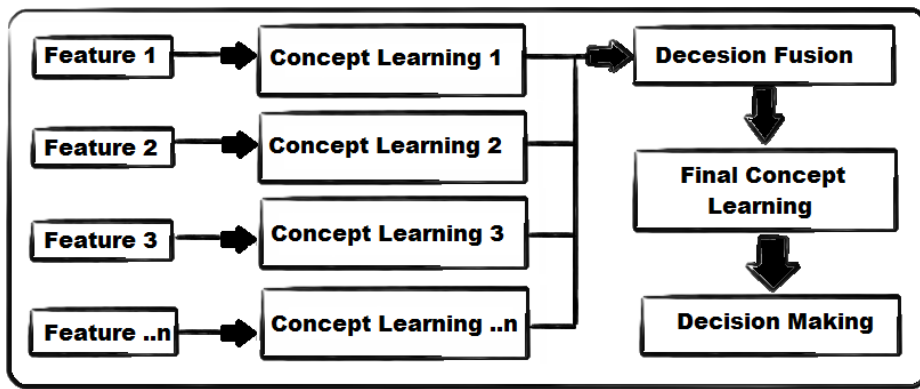 Feature 1
Concept Learning 1
Decesion Fusion
Feature 2
Concept Learning 2
Final Concept
Learning
Feature 3
Concept Learning 3
Feature ..n
Concept Learning ..n
Decision Making